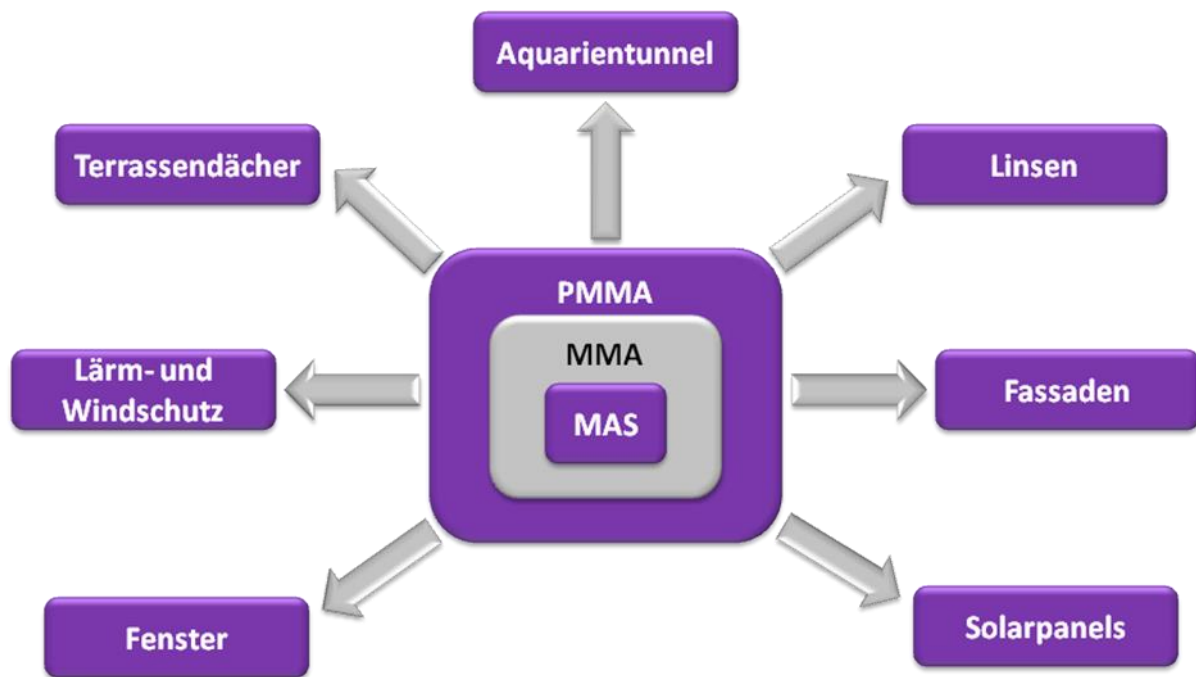 Aquarientunnel
Terrassendächer
Linsen
PMMA
MMA
MAS
Lärm- und
Windschutz
Fassaden
Fenster
Solarpanels